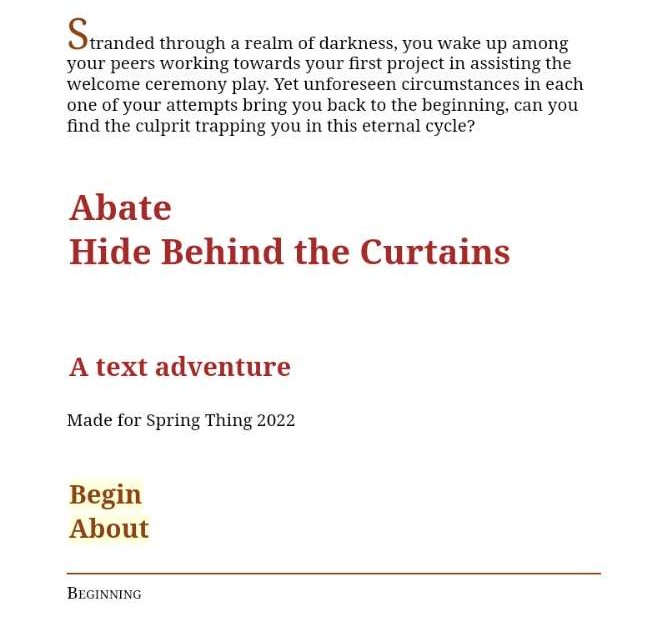 Stranded through a realm of darkness, you wake up among
your peers working towards your first project in assisting the
welcome ceremony play. Yet unforeseen circumstances in each
one of your attempts bring you back to the beginning, can you
find the culprit trapping you in this eternal cycle?
Abate
Hide Behind the Curtains
A text adventure
Made for Spring Thing 2022
Begin
About
Beginning